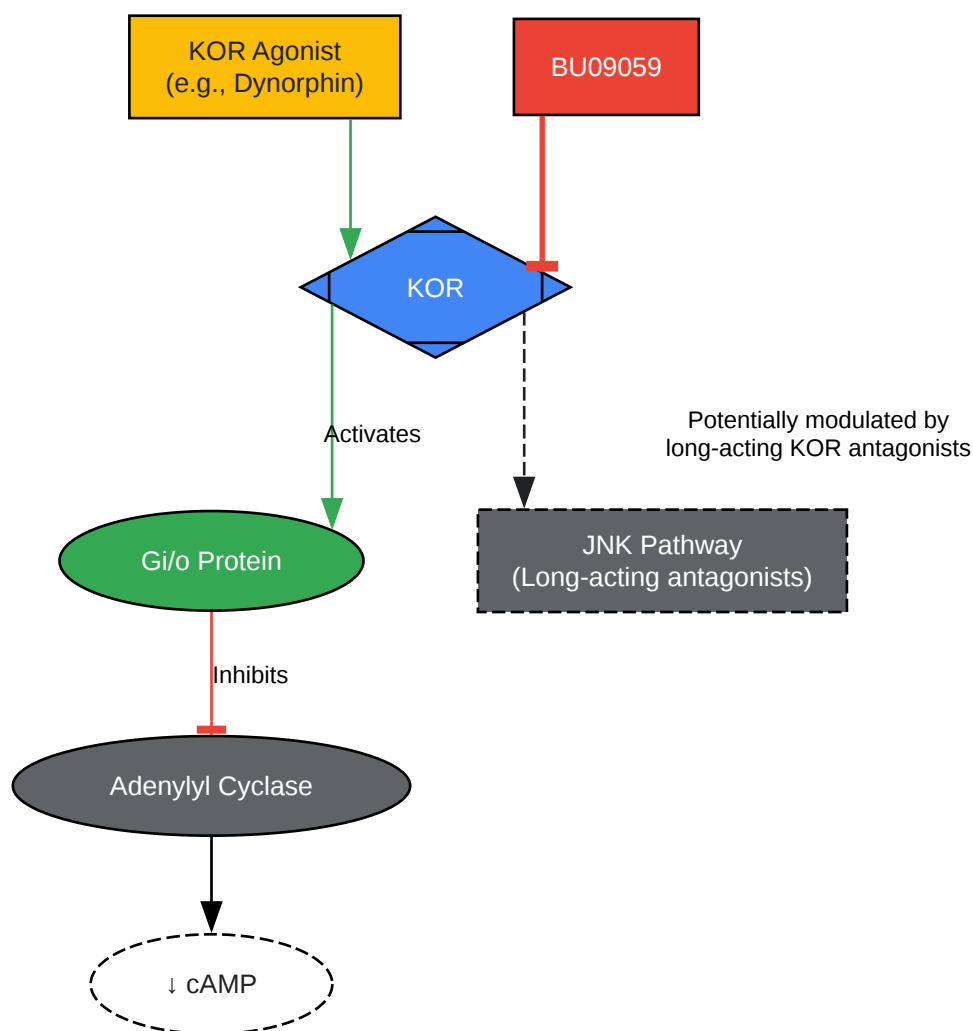 KOR Agonist
(e.g., Dynorphin)
BU09059
KOR
Activates
Potentially modulated by
long-acting KOR antagonists
Gi/o Protein
JNK Pathway
(Long-acting antagonists)
Inhibits
Adenylyl Cyclase
↓ cAMP